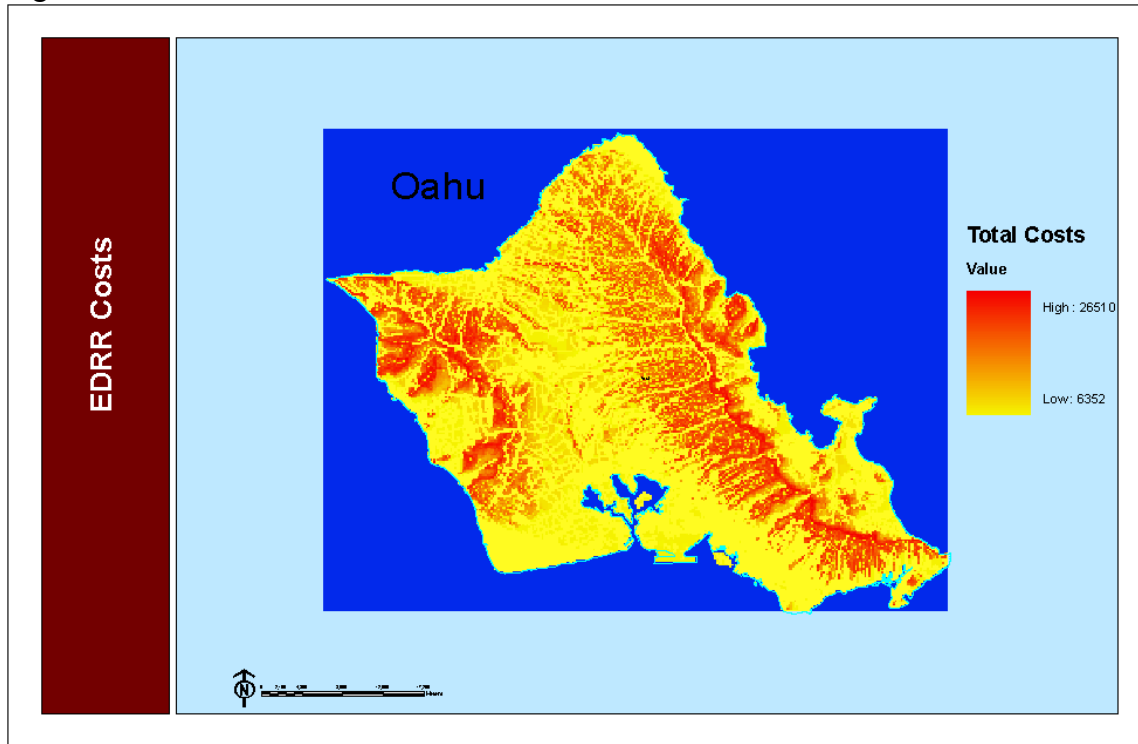 EDRR Costs
Oahu
Total Costs
Value
High : 26510
Low : 6352
N